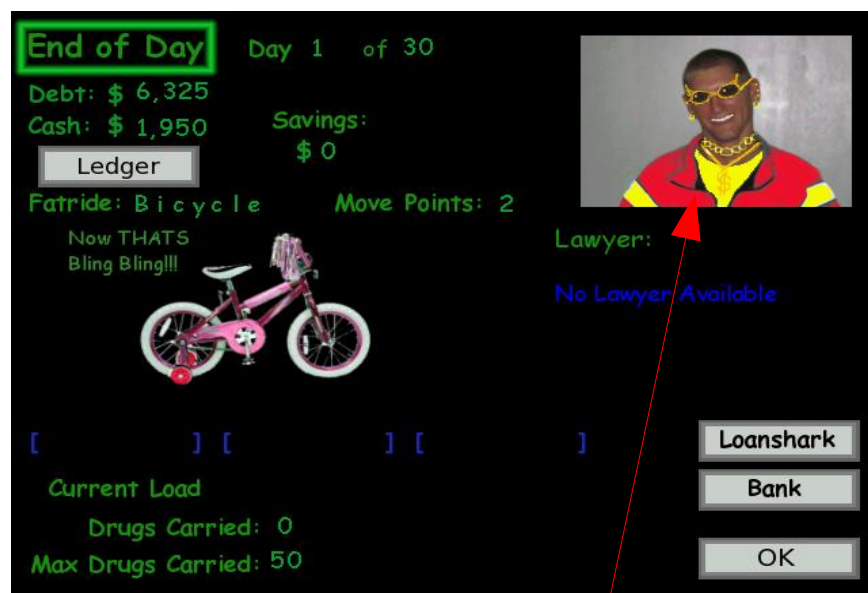 End of Day Day 1 of 30
Debt: $ 6,325
Cash: $ 1,950 Savings:
$ 0
Ledger
Fatride: Bicycle Move Points: 2
Now THATS
Bling Bling!!!
Lawyer:
No Lawyer Available
[ ] [ ] [ ]
Loanshark
Current Load
Bank
Drugs Carried: 0
Max Drugs Carried: 50
OK